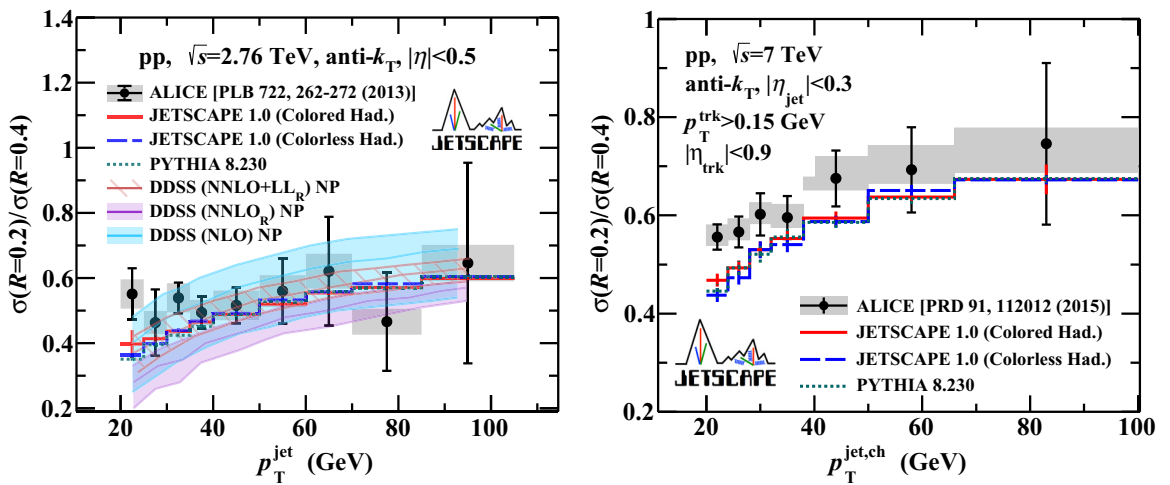 1.4
1.2
1
0.8
0.6
0.4
0.2
σ(R=0.2)/σ(R=0.4)
pp, √s=2.76 TeV, anti-kT, |η|<0.5
ALICE [PLB 722, 262-272 (2013)]
JETSCAPE 1.0 (Colored Had.)
JETSCAPE 1.0 (Colorless Had.)
PYTHIA 8.230
DDSS (NNLO+LLR) NP
DDSS (NNLOR) NP
DDSS (NLO) NP
JETSCAPE
20 40 60 80 100
pTjet (GeV)
1
0.8
0.6
0.4
0.2
σ(R=0.2)/σ(R=0.4)
pp, √s=7 TeV
anti-kT, |ηjet|<0.3
pTtrk>0.15 GeV
|ηtrk|<0.9
ALICE [PRD 91, 112012 (2015)]
JETSCAPE 1.0 (Colored Had.)
JETSCAPE 1.0 (Colorless Had.)
PYTHIA 8.230
JETSCAPE
20 40 60 80 100
pTjet,ch (GeV)